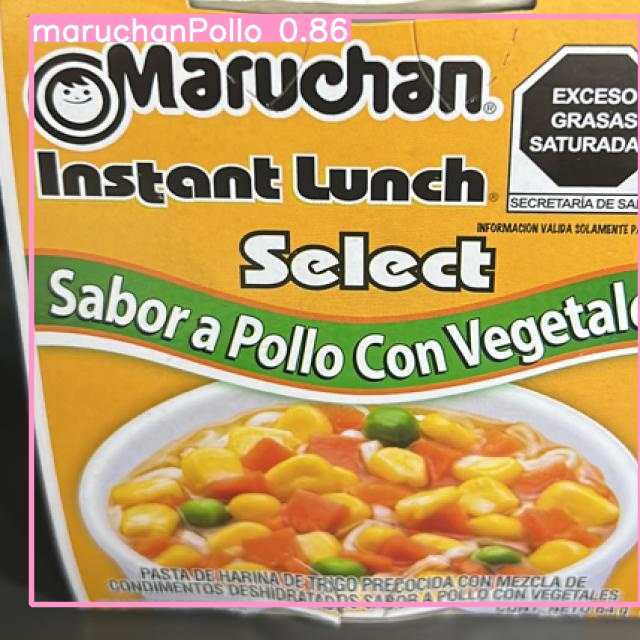 maruchanPollo 0.86
Maruchan®
EXCESO
GRASAS
SATURADA
Instant Lunch®
SECRETARÍA DE SA
INFORMACION VALIDA SOLAMENTE P
Select
Sabor a Pollo Con Vegetale
PASTA DE HARINA DE TRIGO PRECOCIDA CON MEZCLA DE
CONDIMENTOS DESHIDRATADOS SABOR A POLLO CON VEGETALES
CONT. NETO 64 g